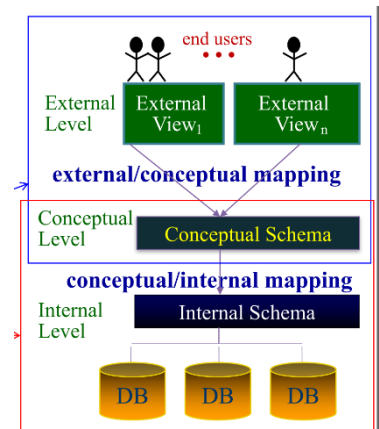 end users
External
Level
External
View1
External
Viewn
external/conceptual mapping
Conceptual
Level
Conceptual Schema
conceptual/internal mapping
Internal
Level
Internal Schema
DB
DB
DB